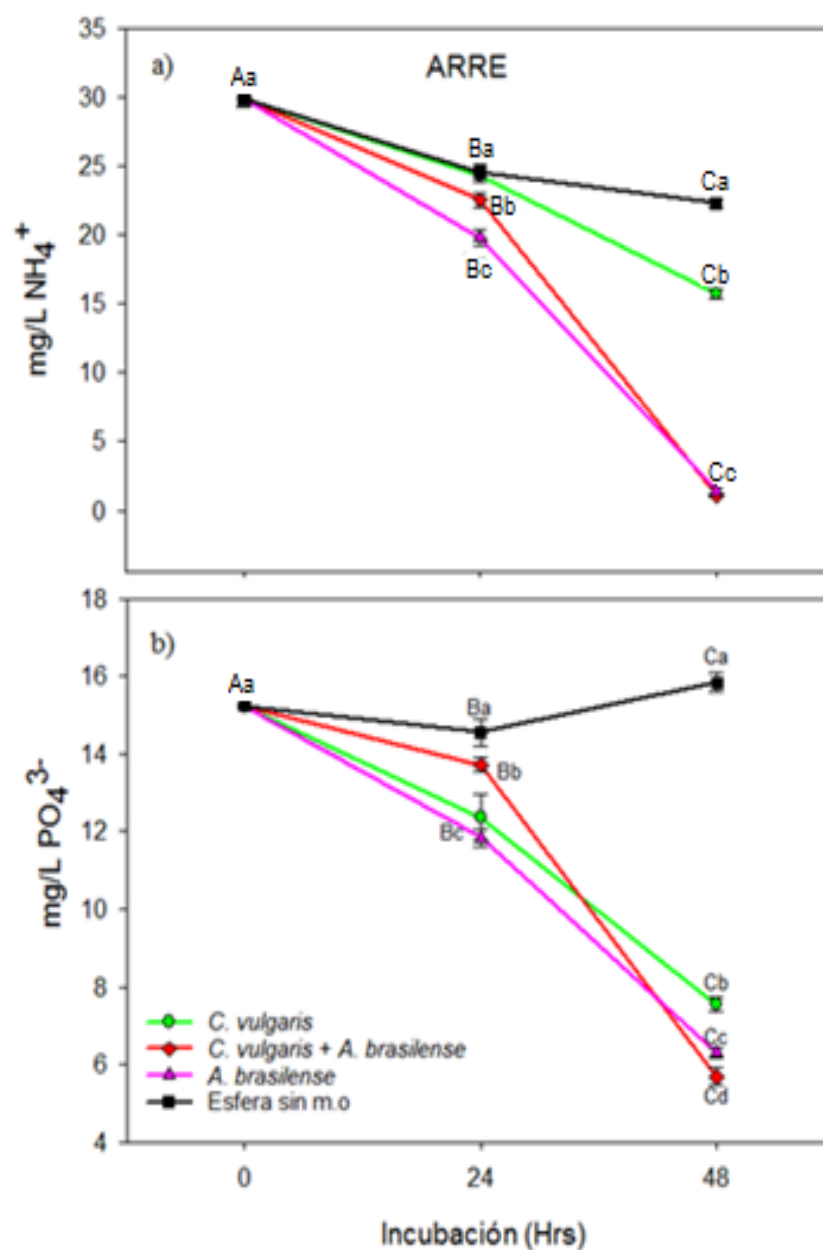 35
a)
ARRE
Aa
30
Ba
25
Ca
Bb
20
Bc
Cb
15
10
5
Cc
0
mg/L NH₄⁺
18
b)
Ca
16
Aa
Ba
14
Bb
12
Bc
10
8
Cb
Cc
6
Cd
4
mg/L PO₄³⁻
C. vulgaris
C. vulgaris + A. brasilense
A. brasilense
Esfera sin m.o
0 24 48
Incubación (Hrs)